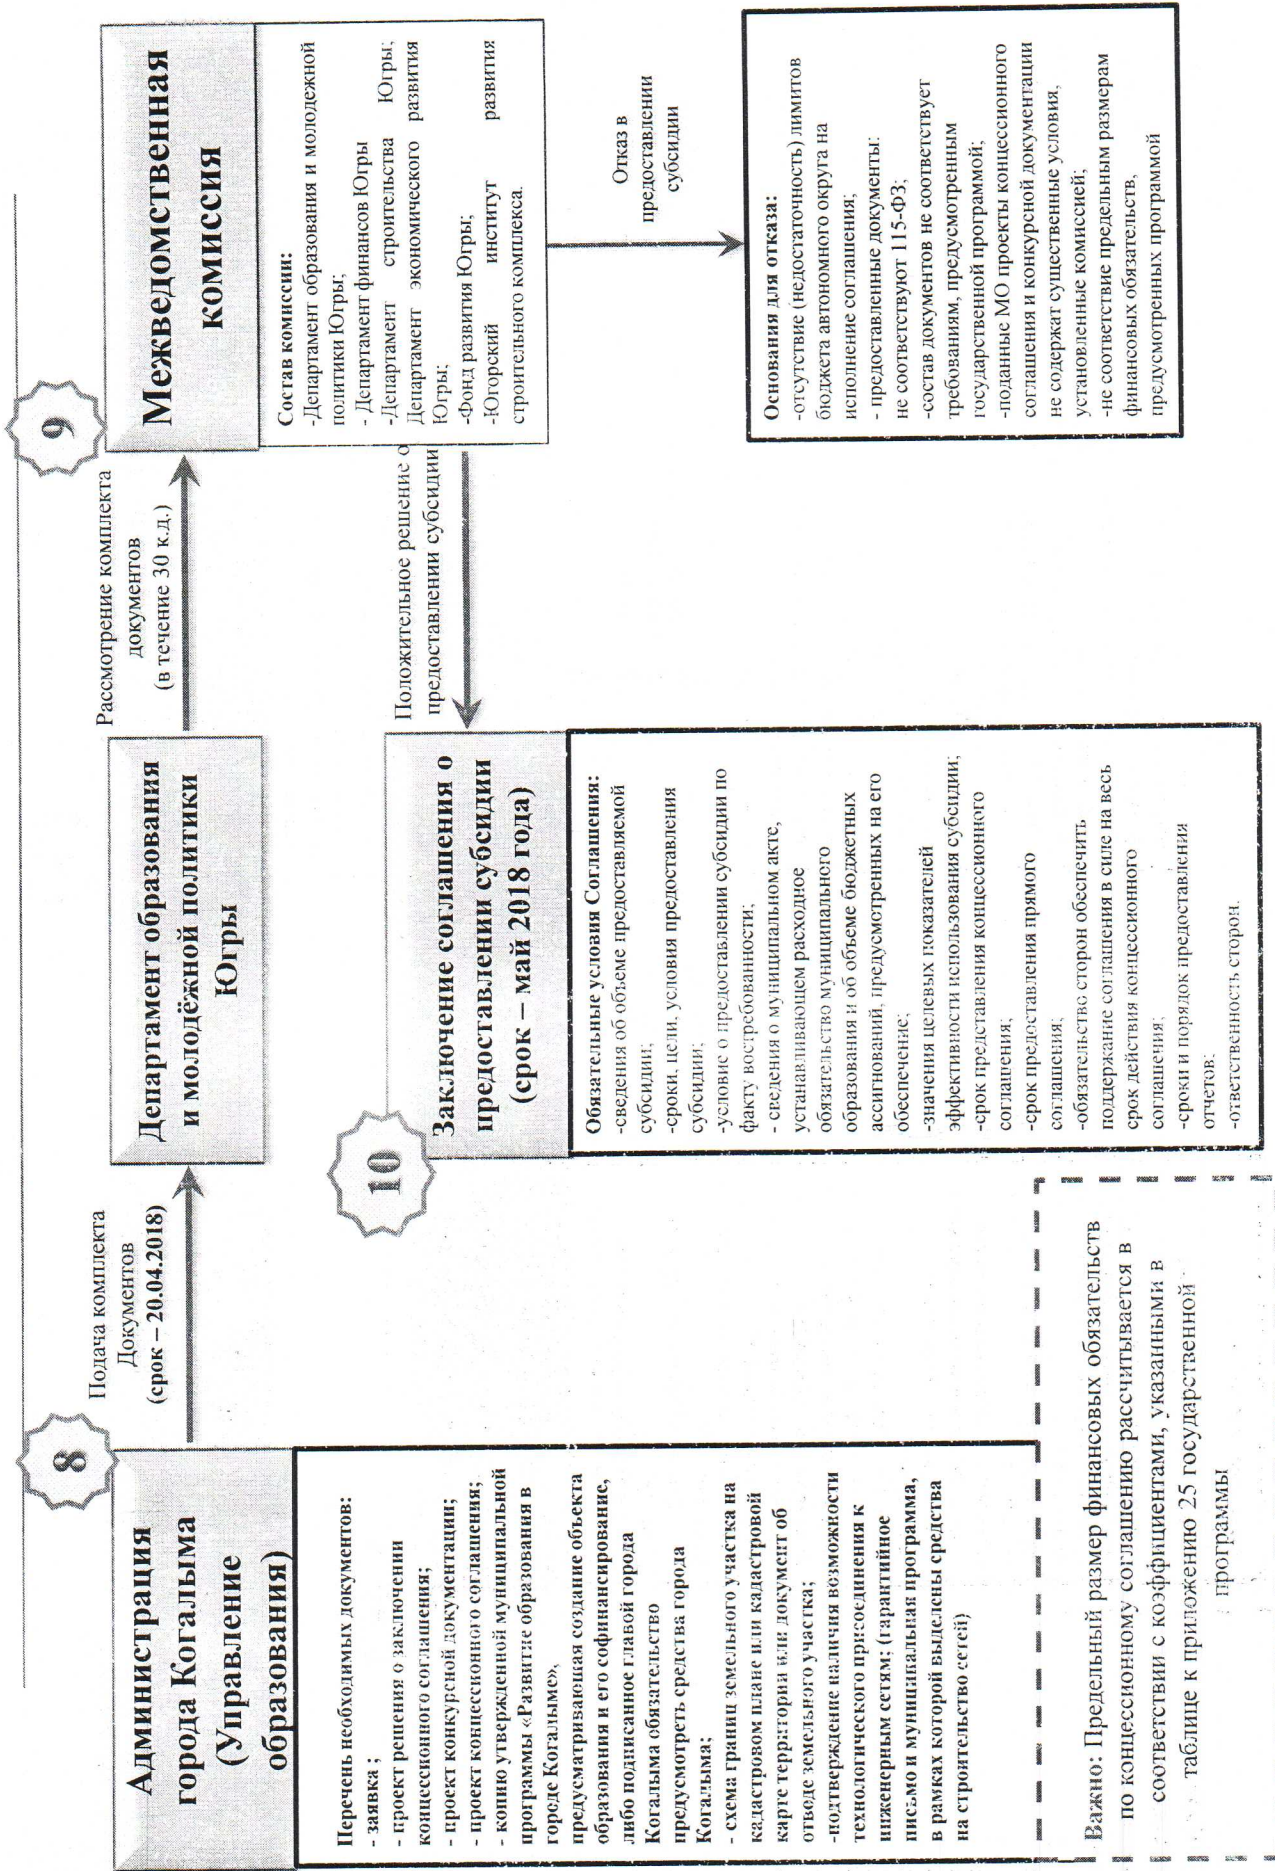 8
Администрация
города Когалыма
(Управление
образования)
Перечень необходимых документов:
- заявка ;
- проект решения о заключении
концессионного соглашения;
- проект конкурсной документации;
- проект концессионного соглашения;
- копию утвержденной муниципальной
программы «Развитие образования в
городе Когалыме»,
предусматривающая создание объекта
образования и его софинансирование,
либо подписанное главой города
Когалыма обязательство
предусмотреть средства города
Когалыма;
- схема границ земельного участка на
кадастровом плане или кадастровой
карте территории или документ об
отводе земельного участка;
-подтверждение наличия возможности
технологического присоединения к
инженерным сетям; (гарантийное
письмо и муниципальная программа,
в рамках которой выделены средства
на строительство сетей)
Подача комплекта
Документов
(срок – 20.04.2018)
Департамент образования
и молодёжной политики
Югры
Рассмотрение комплекта
документов
(в течение 30 к.д.)
9
Межведомственная
комиссия
Состав комиссии:
-Департамент образования и молодежной
политики Югры;
- Департамент финансов Югры
-Департамент строительства Югры;
Департамент экономического развития
Югры;
-Фонд развития Югры;
-Югорский институт развития
строительного комплекса.
Отказ в
предоставлении
субсидии
Основания для отказа:
-отсутствие (недостаточность) лимитов
бюджета автономного округа на
исполнение соглашения;
- предоставленные документы:
не соответствуют 115-ФЗ;
-состав документов не соответствует
требованиям, предусмотренным
государственной программой;
-поданные МО проекты концессионного
соглашения и конкурсной документации
не содержат существенные условия,
установленные комиссией;
-не соответствие предельным размерам
финансовых обязательств,
предусмотренных программой
Положительное решение о
предоставлении субсидии
10
Заключение соглашения о
предоставлении субсидии
(срок – май 2018 года)
Обязательные условия Соглашения:
-сведения об объеме предоставляемой
субсидии;
-сроки, цели, условия предоставления
субсидии;
-условие о предоставлении субсидии по
факту востребованности;
- сведения о муниципальном акте,
устанавливающем расходное
обязательство муниципального
образования и об объеме бюджетных
ассигнований, предусмотренных на его
обеспечение;
-значения целевых показателей
эффективности использования субсидии;
-срок представления концессионного
соглашения;
-срок предоставления прямого
соглашения;
-обязательство сторон обеспечить
поддержание соглашения в силе на весь
срок действия концессионного
соглашения;
-сроки и порядок предоставления
отчетов;
-ответственность сторон.
Важно: Предельный размер финансовых обязательств
по концессионному соглашению рассчитывается в
соответствии с коэффициентами, указанными в
таблице к приложению 25 государственной
программы